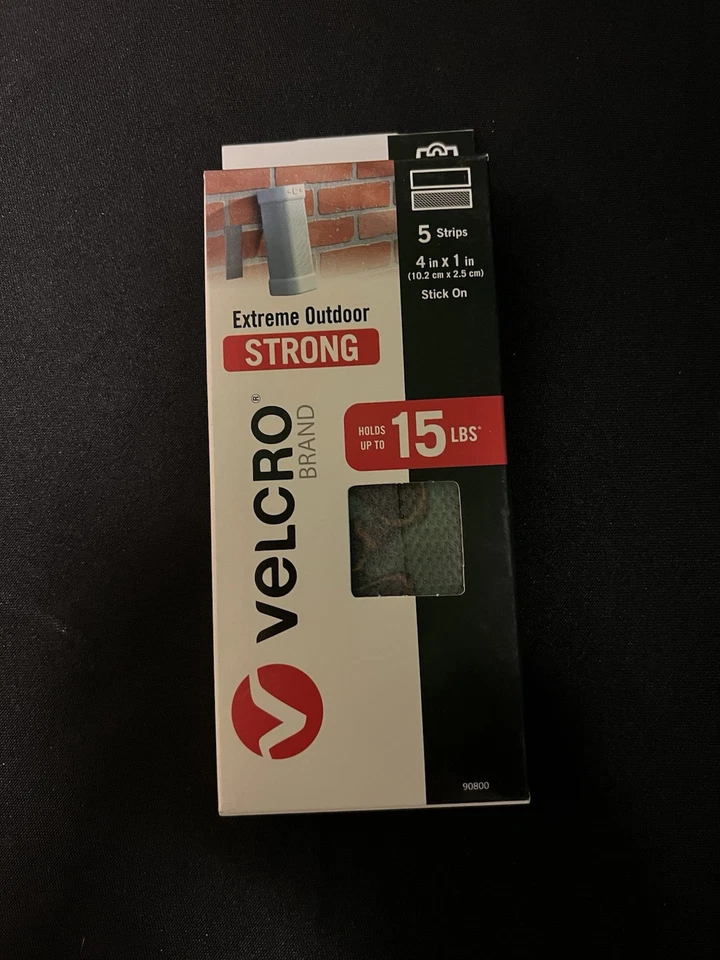 5 Strips
4 in x 1 in
(10.2 cm x 2.5 cm)
Stick On
Extreme Outdoor
STRONG
HOLDS
UP TO
15 LBS*
VELCRO®
BRAND
90800